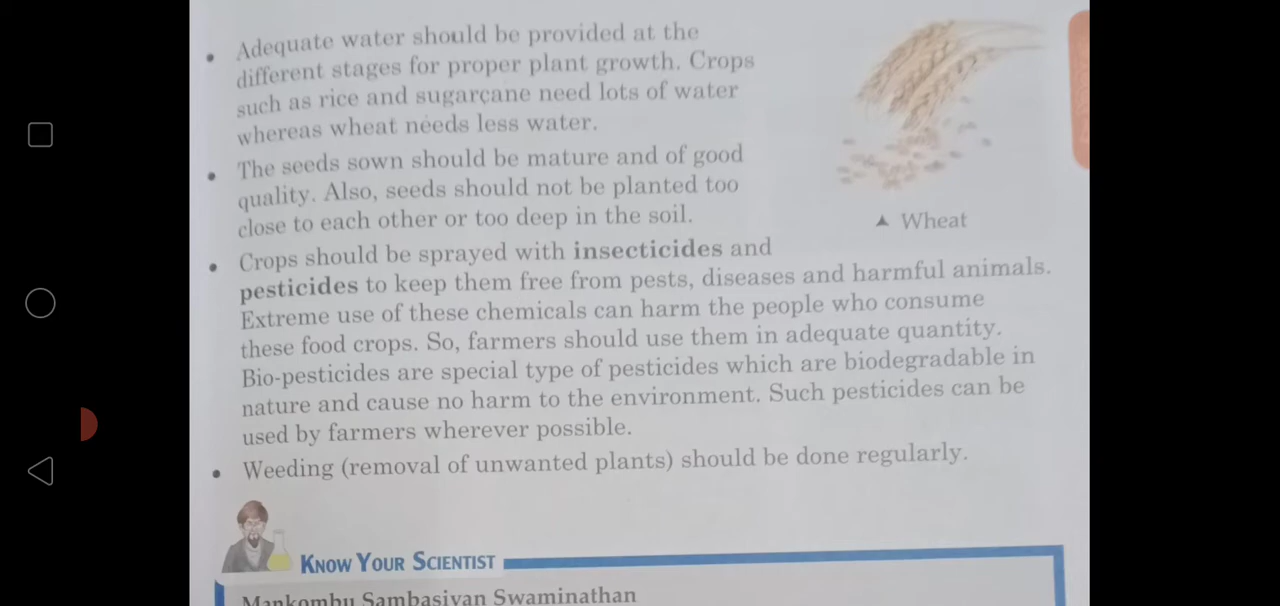 • Adequate water should be provided at the
different stages for proper plant growth. Crops
such as rice and sugarcane need lots of water
whereas wheat needs less water.
• The seeds sown should be mature and of good
quality. Also, seeds should not be planted too
close to each other or too deep in the soil.
▲ Wheat
• Crops should be sprayed with insecticides and
pesticides to keep them free from pests, diseases and harmful animals.
Extreme use of these chemicals can harm the people who consume
these food crops. So, farmers should use them in adequate quantity.
Bio-pesticides are special type of pesticides which are biodegradable in
nature and cause no harm to the environment. Such pesticides can be
used by farmers wherever possible.
• Weeding (removal of unwanted plants) should be done regularly.
KNOW YOUR SCIENTIST
Mankombu Sambasivan Swaminathan